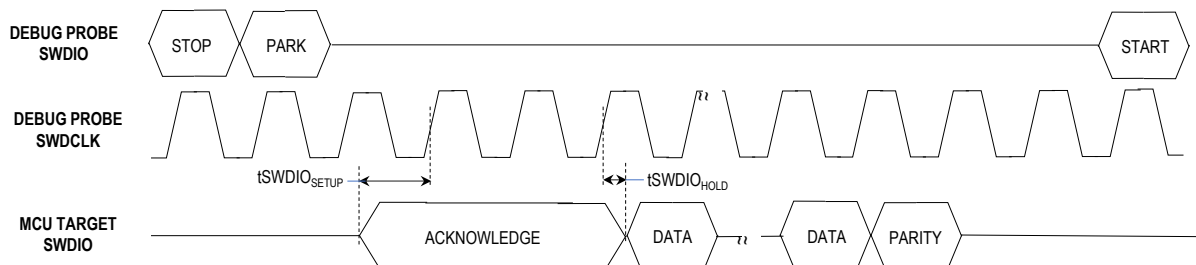 DEBUG PROBE
SWDIO
STOP
PARK
START
DEBUG PROBE
SWDCLK
tSWDIOSETUP
tSWDIOHOLD
MCU TARGET
SWDIO
ACKNOWLEDGE
DATA
DATA
PARITY